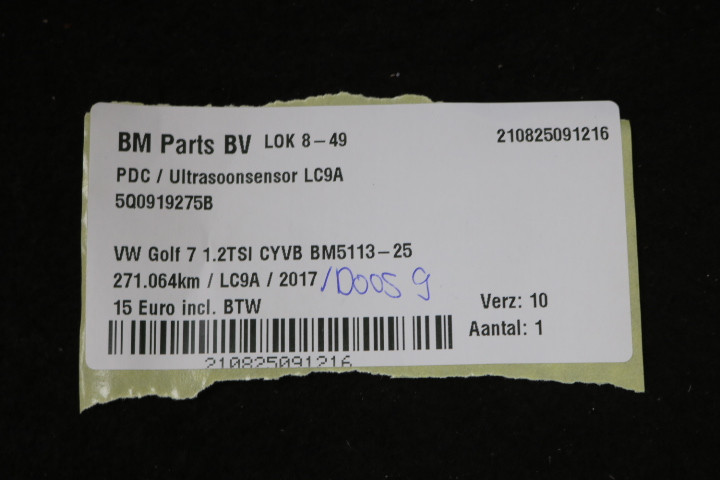 BM Parts BV LOK 8-49 210825091216
PDC / Ultrasoonsensor LC9A
5Q0919275B
VW Golf 7 1.2TSI CYVB BM5113-25
271.064km / LC9A / 2017 /DOOS 9
15 Euro incl. BTW Verz: 10
Aantal: 1
210825091216